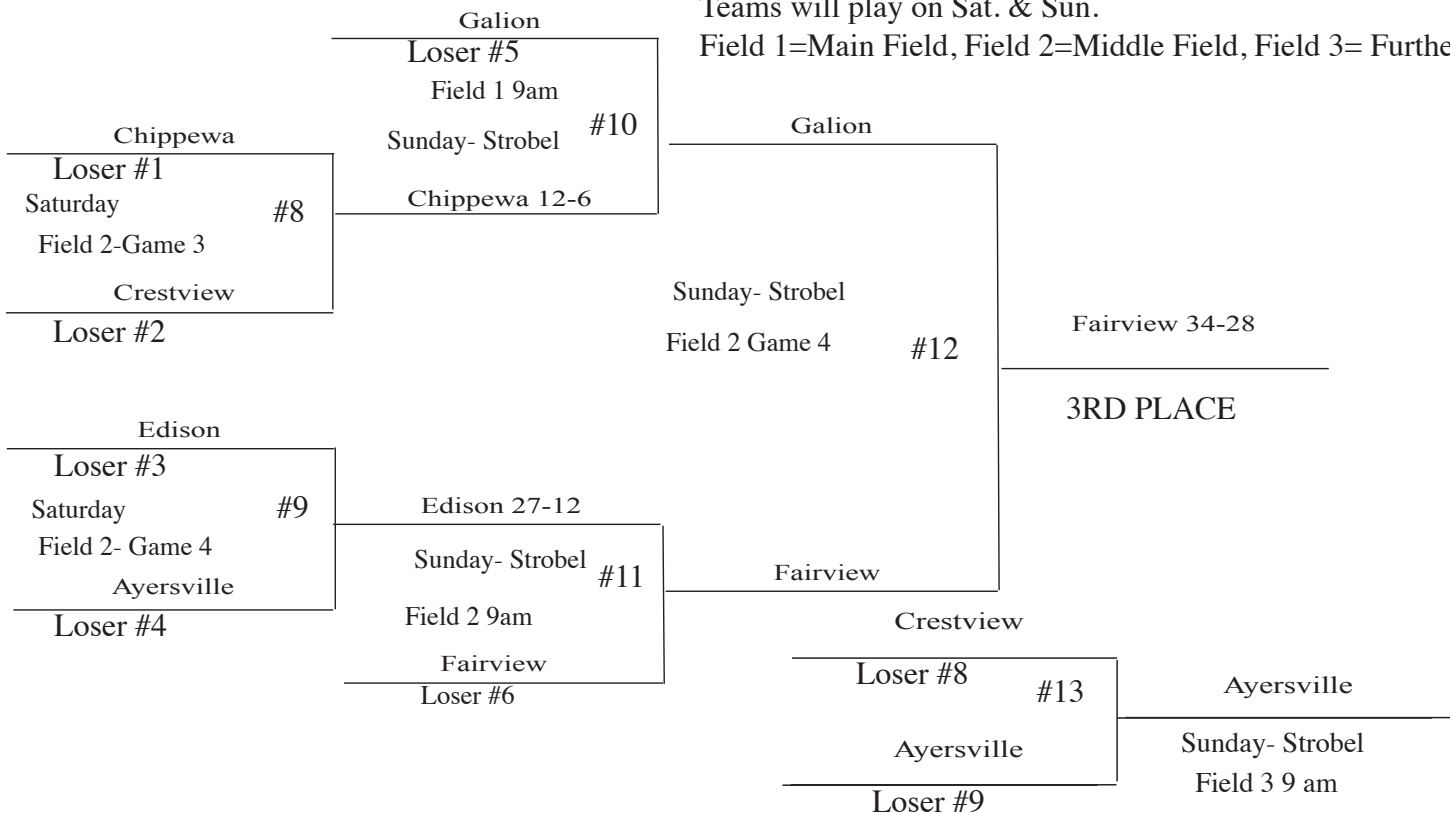 Teams will play on Sat. & Sun.
Galion
Field 1=Main Field, Field 2=Middle Field, Field 3=
Loser #5
Field 1 9am
#10
Sunday- Strobel
Galion
Chippewa
Loser #1
Saturday
#8
Chippewa 12-6
Field 2-Game 3
Crestview
Loser #2
Sunday- Strobel
Field 2 Game 4
#12
Fairview 34-28
3RD PLACE
Edison
Loser #3
Saturday
#9
Edison 27-12
Field 2- Game 4
Ayersville
Loser #4
Sunday- Strobel
#11
Fairview
Field 2 9am
Fairview
Loser #6
Crestview
Loser #8
#13
Ayersville
Ayersville
Sunday- Strobel
Field 3 9 am
Loser #9